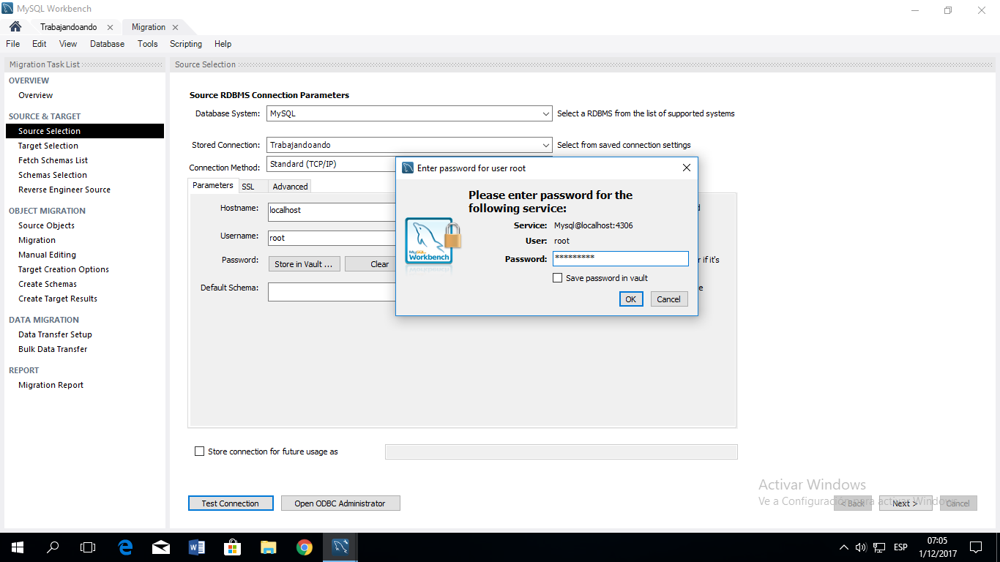 MySQL Workbench
Trabajandoando
Migration
File Edit View Database Tools Scripting Help
Migration Task List
OVERVIEW
Overview
SOURCE & TARGET
Source Selection
Target Selection
Fetch Schemas List
Schemas Selection
Reverse Engineer Source
OBJECT MIGRATION
Source Objects
Migration
Manual Editing
Target Creation Options
Create Schemas
Create Target Results
DATA MIGRATION
Data Transfer Setup
Bulk Data Transfer
REPORT
Migration Report
Source Selection
Source RDBMS Connection Parameters
Database System: MySQL Select a RDBMS from the list of supported systems
Stored Connection: Trabajandoando Select from saved connection settings
Connection Method: Standard (TCP/IP)
Parameters SSL Advanced
Hostname: localhost
Username: root
Password: Store in Vault ... Clear
r if it's
Default Schema:
e
Enter password for user root
Please enter password for the
following service:
Service: Mysql@localhost:4306
User: root
Password: *********
MySQL
Workbench
Save password in vault
OK Cancel
Store connection for future usage as
Test Connection Open ODBC Administrator
Activar Windows
Ve a Configuración para activar Windows.
< Back Next > Cancel
ESP
07:05
1/12/2017